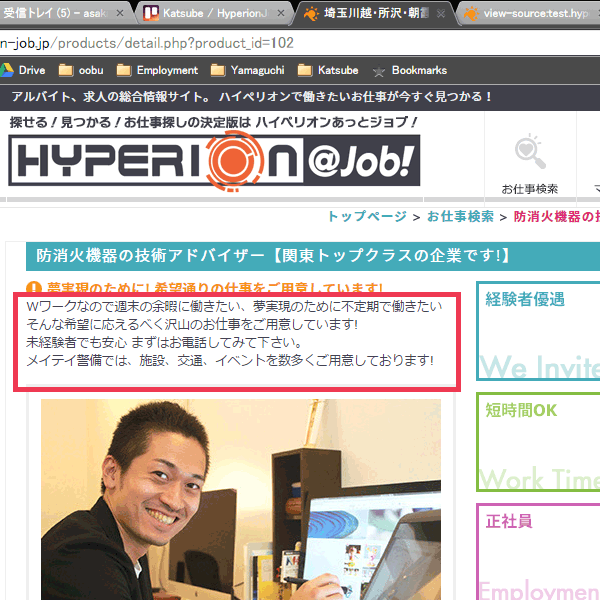 受信トレイ (5) - asak
Katsube / HyperionJ
埼玉川越・所沢・朝霞
view-source:test.hyp
n-job.jp/products/detail.php?product_id=102
Drive oobu Employment Yamaguchi Katsube Bookmarks
アルバイト、求人の総合情報サイト。 ハイペリオンで働きたいお仕事が今すぐ見つかる！
探せる！見つかる！お仕事探しの決定版は ハイペリオンあっとジョブ！
HYPERION @Job!
お仕事検索
トップページ > お仕事検索 > 防消火機器の
防消火機器の技術アドバイザー【関東トップクラスの企業です!】
夢実現のために! 希望通りの仕事をご用意しています!
Wワークなので週末の余暇に働きたい、夢実現のために不定期で働きたい
そんな希望に応えるべく沢山のお仕事をご用意しています!
未経験者でも安心 まずはお電話してみて下さい。
メイテイ警備では、施設、交通、イベントを数多くご用意しております!
経験者優遇
We Invite
短時間OK
Work Time
正社員
Employmen